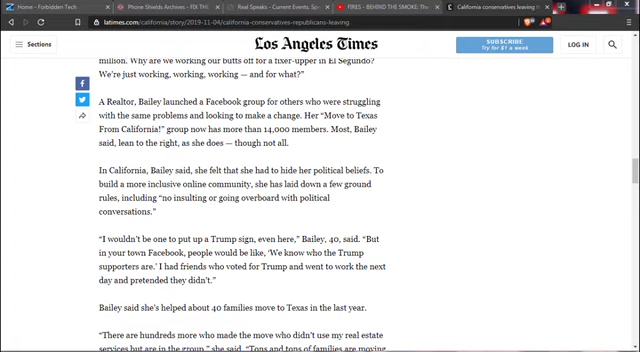 Home - Forbidden Tech
Phone Shields Archives - FIX THE
Real Speaks - Current Events, Sp
FIRES - BEHIND THE SMOKE: The
California conservatives leaving th
latimes.com/california/story/2019-11-04/california-conservatives-republicans-leaving
Sections
Los Angeles Times
SUBSCRIBE
Try for $1 a week
LOG IN
million. Why are we working our butts off for a fixer-upper in El Segundo?
We're just working, working, working — and for what?"
A Realtor, Bailey launched a Facebook group for others who were struggling
with the same problems and looking to make a change. Her "Move to Texas
From California!" group now has more than 14,000 members. Most, Bailey
said, lean to the right, as she does — though not all.
In California, Bailey said, she felt that she had to hide her political beliefs. To
build a more inclusive online community, she has laid down a few ground
rules, including "no insulting or going overboard with political
conversations."
"I wouldn't be one to put up a Trump sign, even here," Bailey, 40, said. "But
in your town Facebook, people would be like, 'We know who the Trump
supporters are.' I had friends who voted for Trump and went to work the next
day and pretended they didn't."
Bailey said she's helped about 40 families move to Texas in the last year.
"There are hundreds more who made the move who didn't use my real estate
services but are in the group," she said. "Tons and tons of families are moving